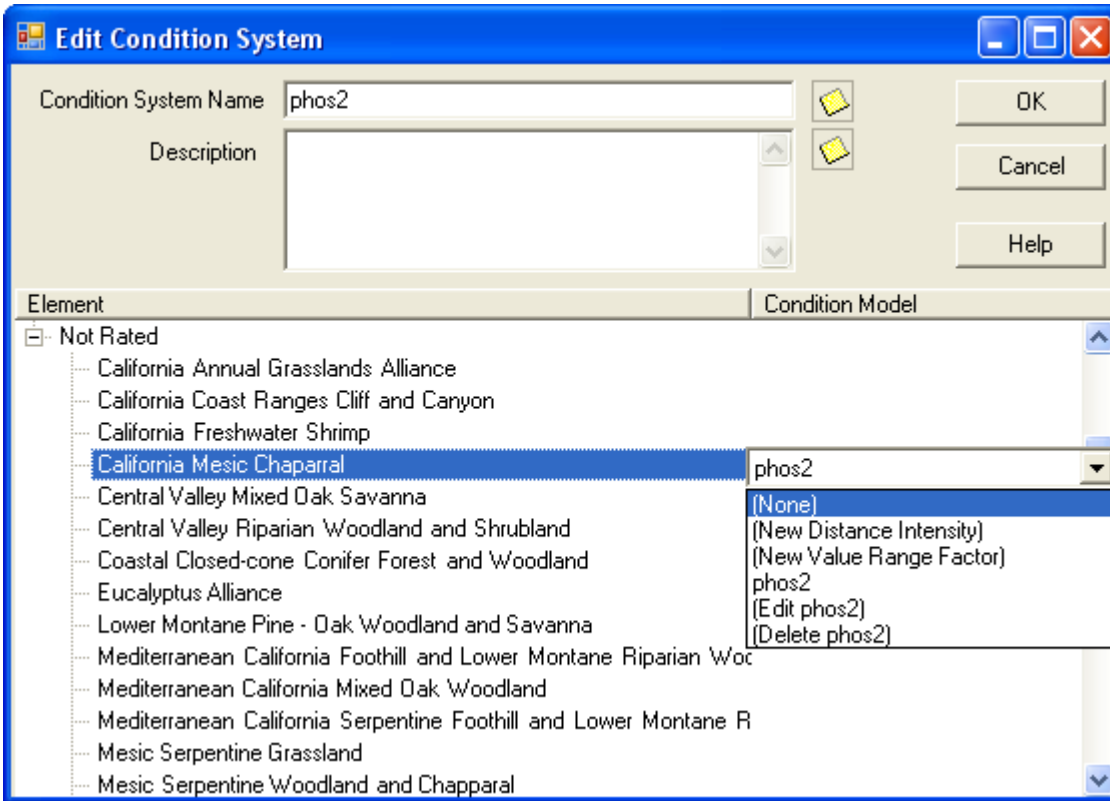 Edit Condition System
Condition System Name phos2 OK
Description Cancel
Help
Element Condition Model
Not Rated
California Annual Grasslands Alliance
California Coast Ranges Cliff and Canyon
California Freshwater Shrimp
California Mesic Chaparral phos2
Central Valley Mixed Oak Savanna (None)
Central Valley Riparian Woodland and Shrubland (New Distance Intensity)
(New Value Range Factor)
Coastal Closed-cone Conifer Forest and Woodland phos2
Eucalyptus Alliance (Edit phos2)
Lower Montane Pine - Oak Woodland and Savanna (Delete phos2)
Mediterranean California Foothill and Lower Montane Riparian Woo
Mediterranean California Mixed Oak Woodland
Mediterranean California Serpentine Foothill and Lower Montane R
Mesic Serpentine Grassland
Mesic Serpentine Woodland and Chapparal